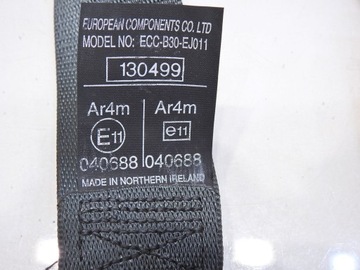 EUROPEAN COMPONENTS CO. LTD
MODEL NO: ECC-B30-EJ011
130499
Ar4m Ar4m
E11 e11
040688 040688
MADE IN NORTHERN IRELAND